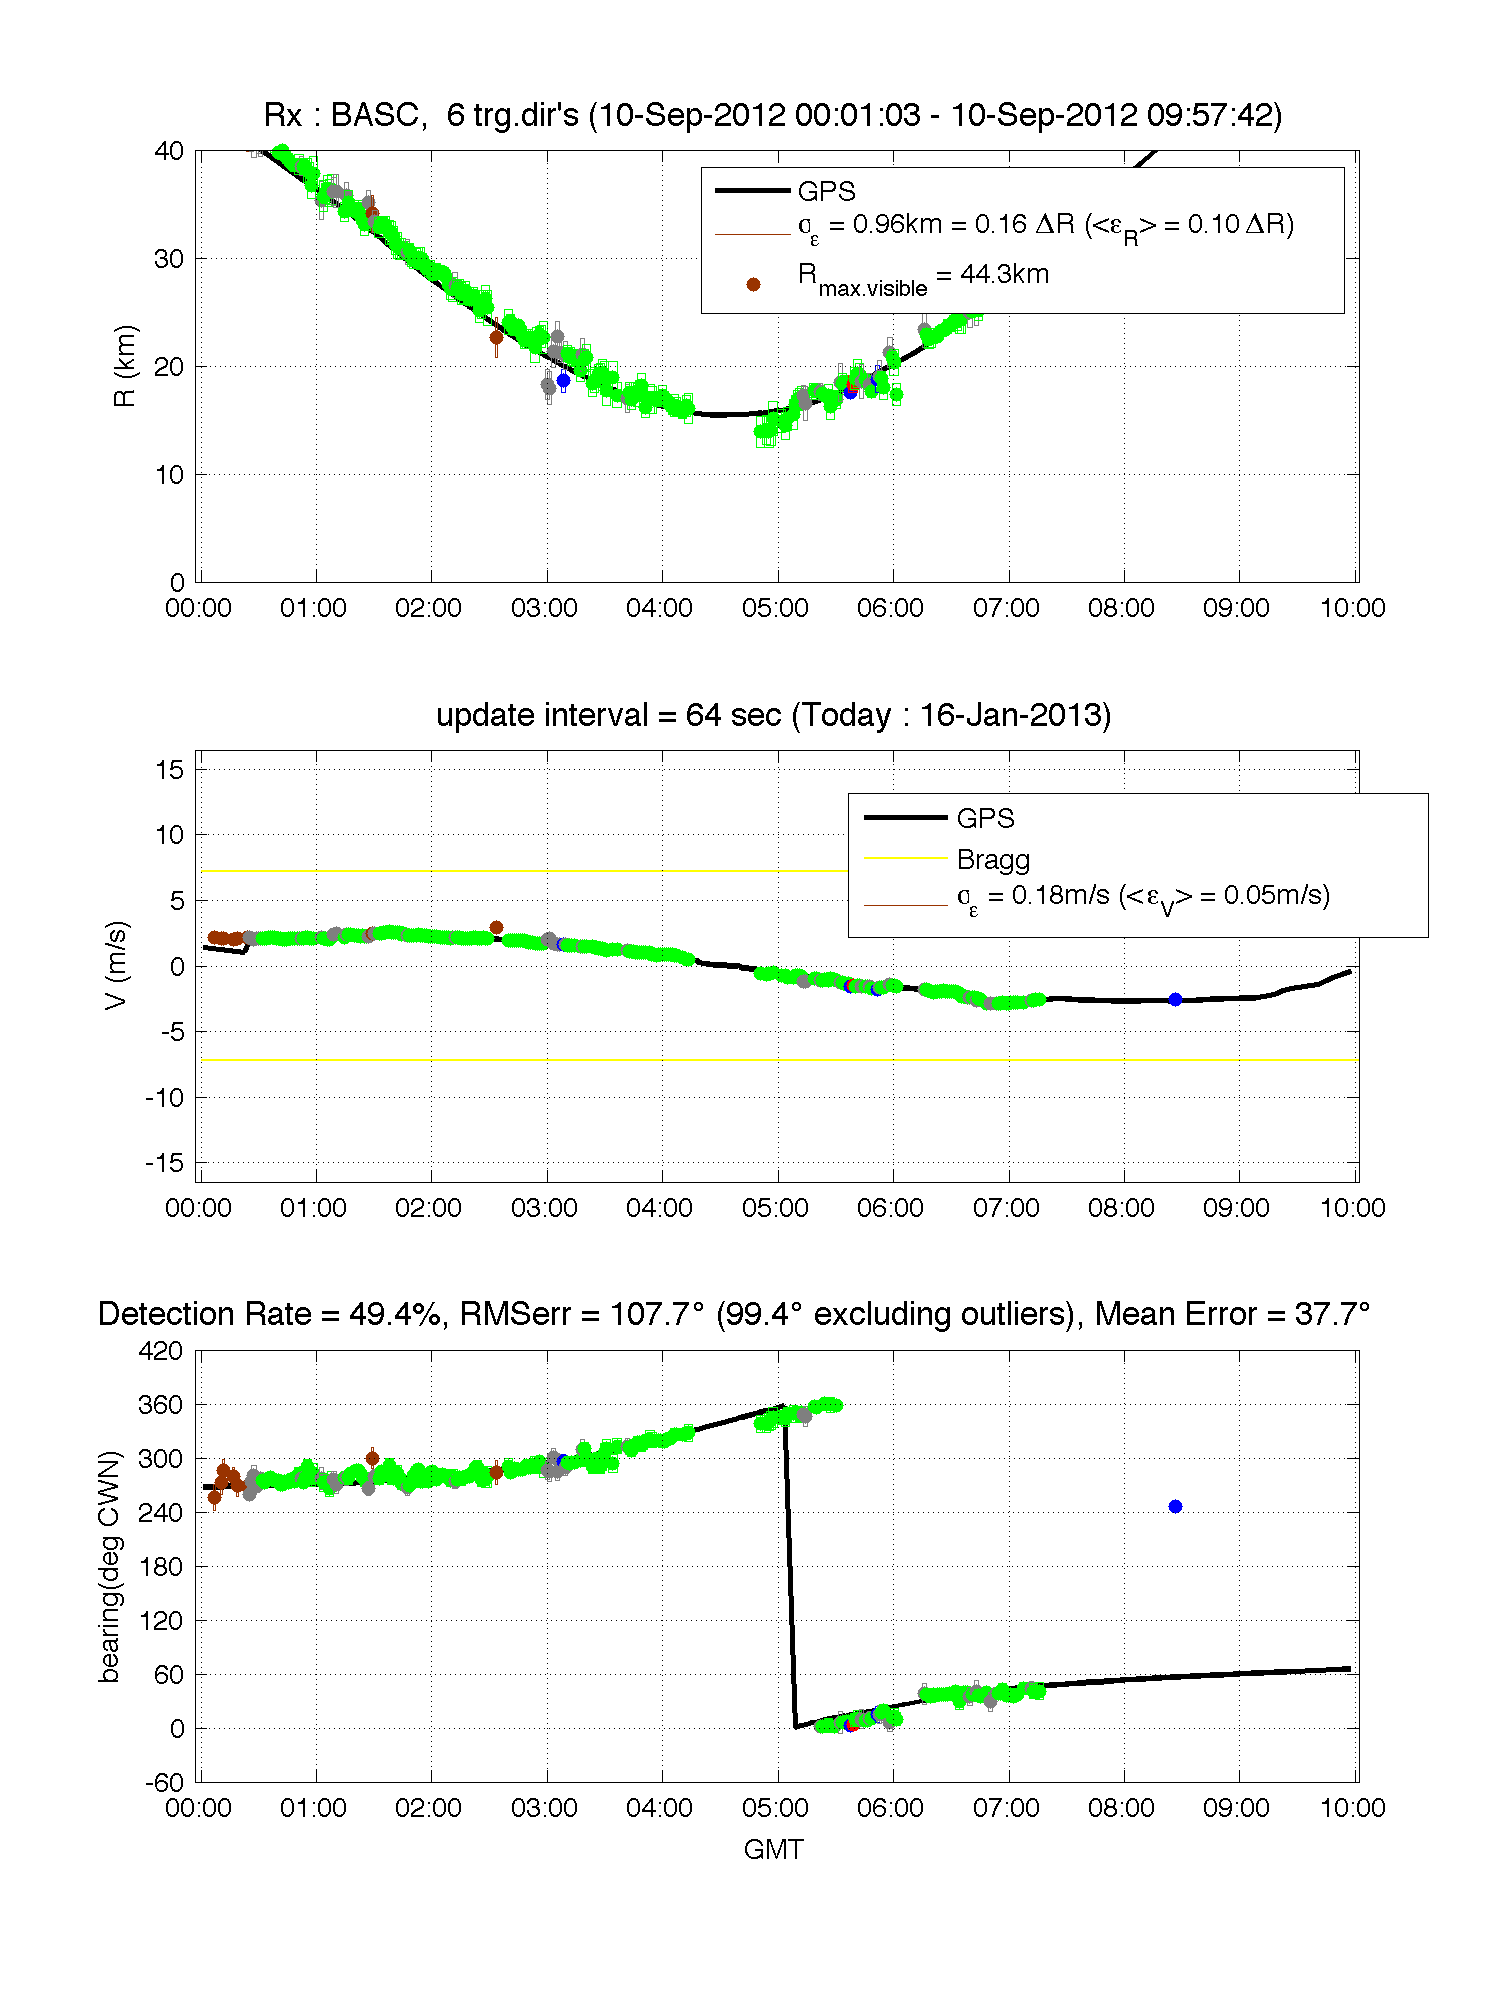 Rx : BASC,  6 trg.dir's (10-Sep-2012 00:01:03 - 10-Sep-2012 09:57:42)
40
30
20
10
0
R (km)
GPS
σε = 0.96km = 0.16 ΔR (<εR> = 0.10 ΔR)
Rmax.visible = 44.3km
00:00 01:00 02:00 03:00 04:00 05:00 06:00 07:00 08:00 09:00 10:00
update interval = 64 sec (Today : 16-Jan-2013)
15
10
5
0
-5
-10
-15
V (m/s)
GPS
Bragg
σε = 0.18m/s (<εV> = 0.05m/s)
00:00 01:00 02:00 03:00 04:00 05:00 06:00 07:00 08:00 09:00 10:00
Detection Rate = 49.4%, RMSerr = 107.7° (99.4° excluding outliers), Mean Error = 37.7°
420
360
300
240
180
120
60
0
-60
bearing(deg CWN)
00:00 01:00 02:00 03:00 04:00 05:00 06:00 07:00 08:00 09:00 10:00
GMT